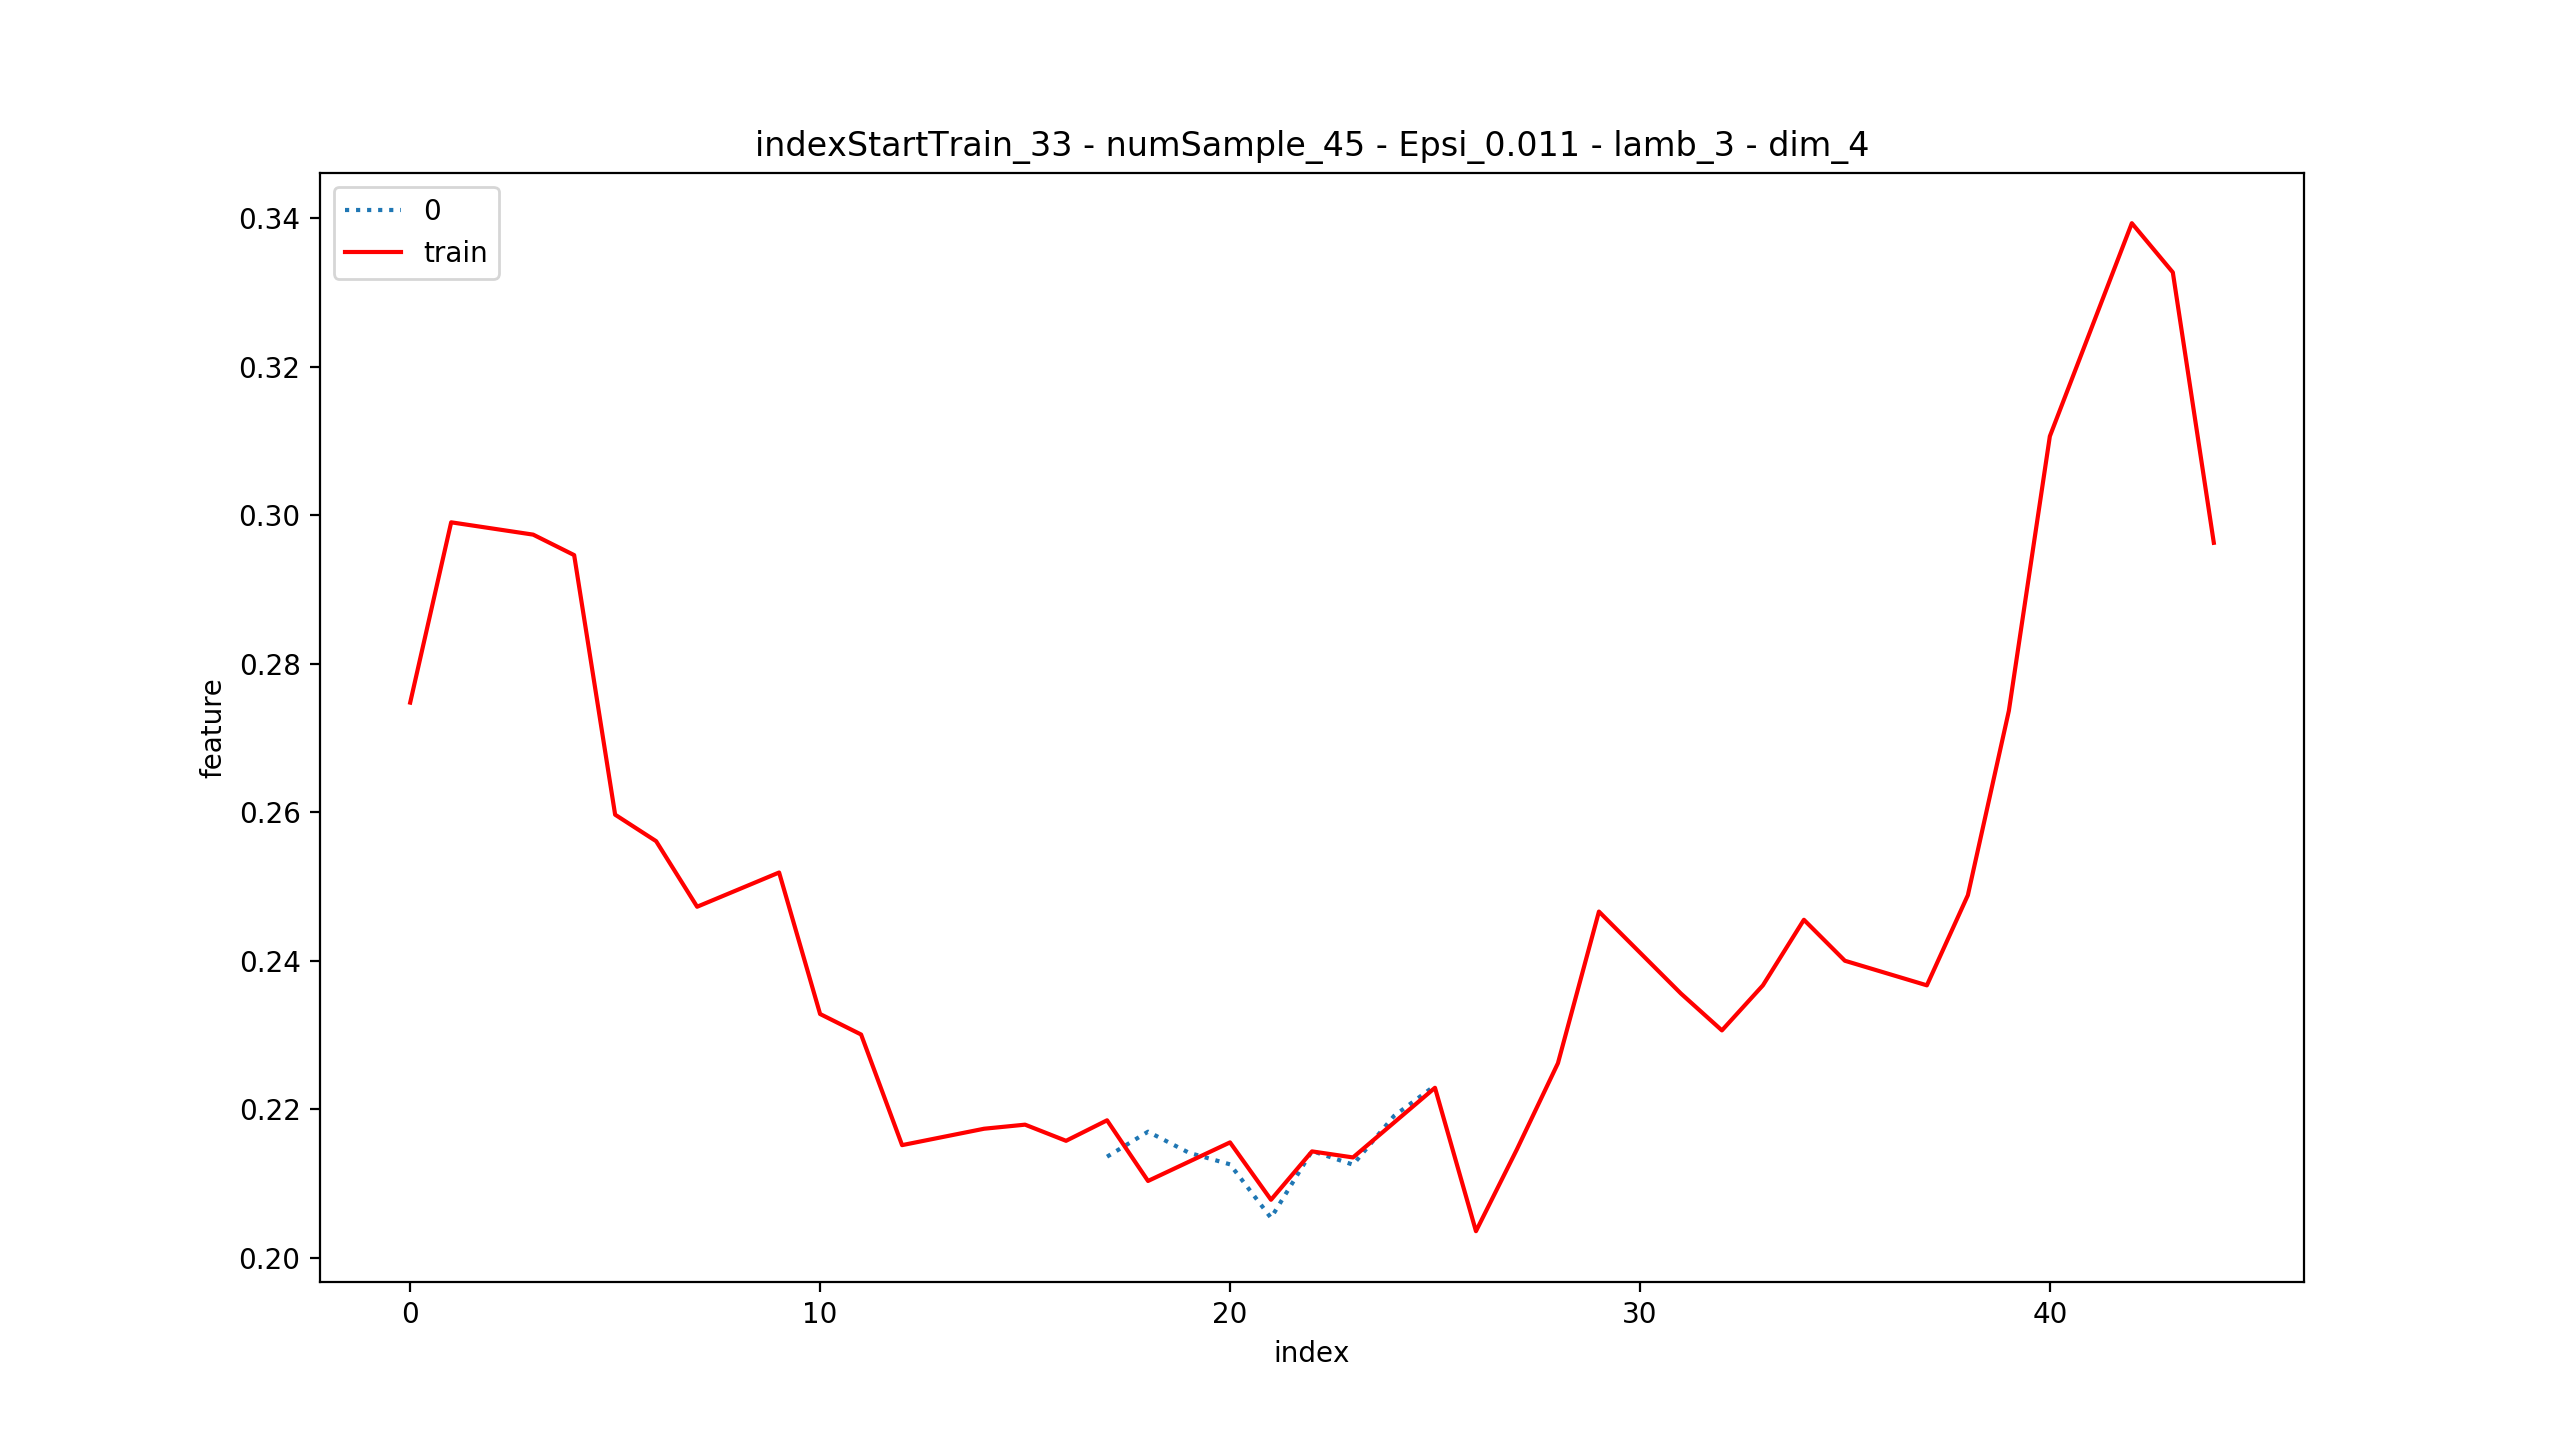 indexStartTrain_33 - numSample_45 - Epsi_0.011 - lamb_3 - dim_4
0
train
0.34
0.32
0.30
0.28
0.26
0.24
0.22
0.20
feature
0 10 20 30 40
index